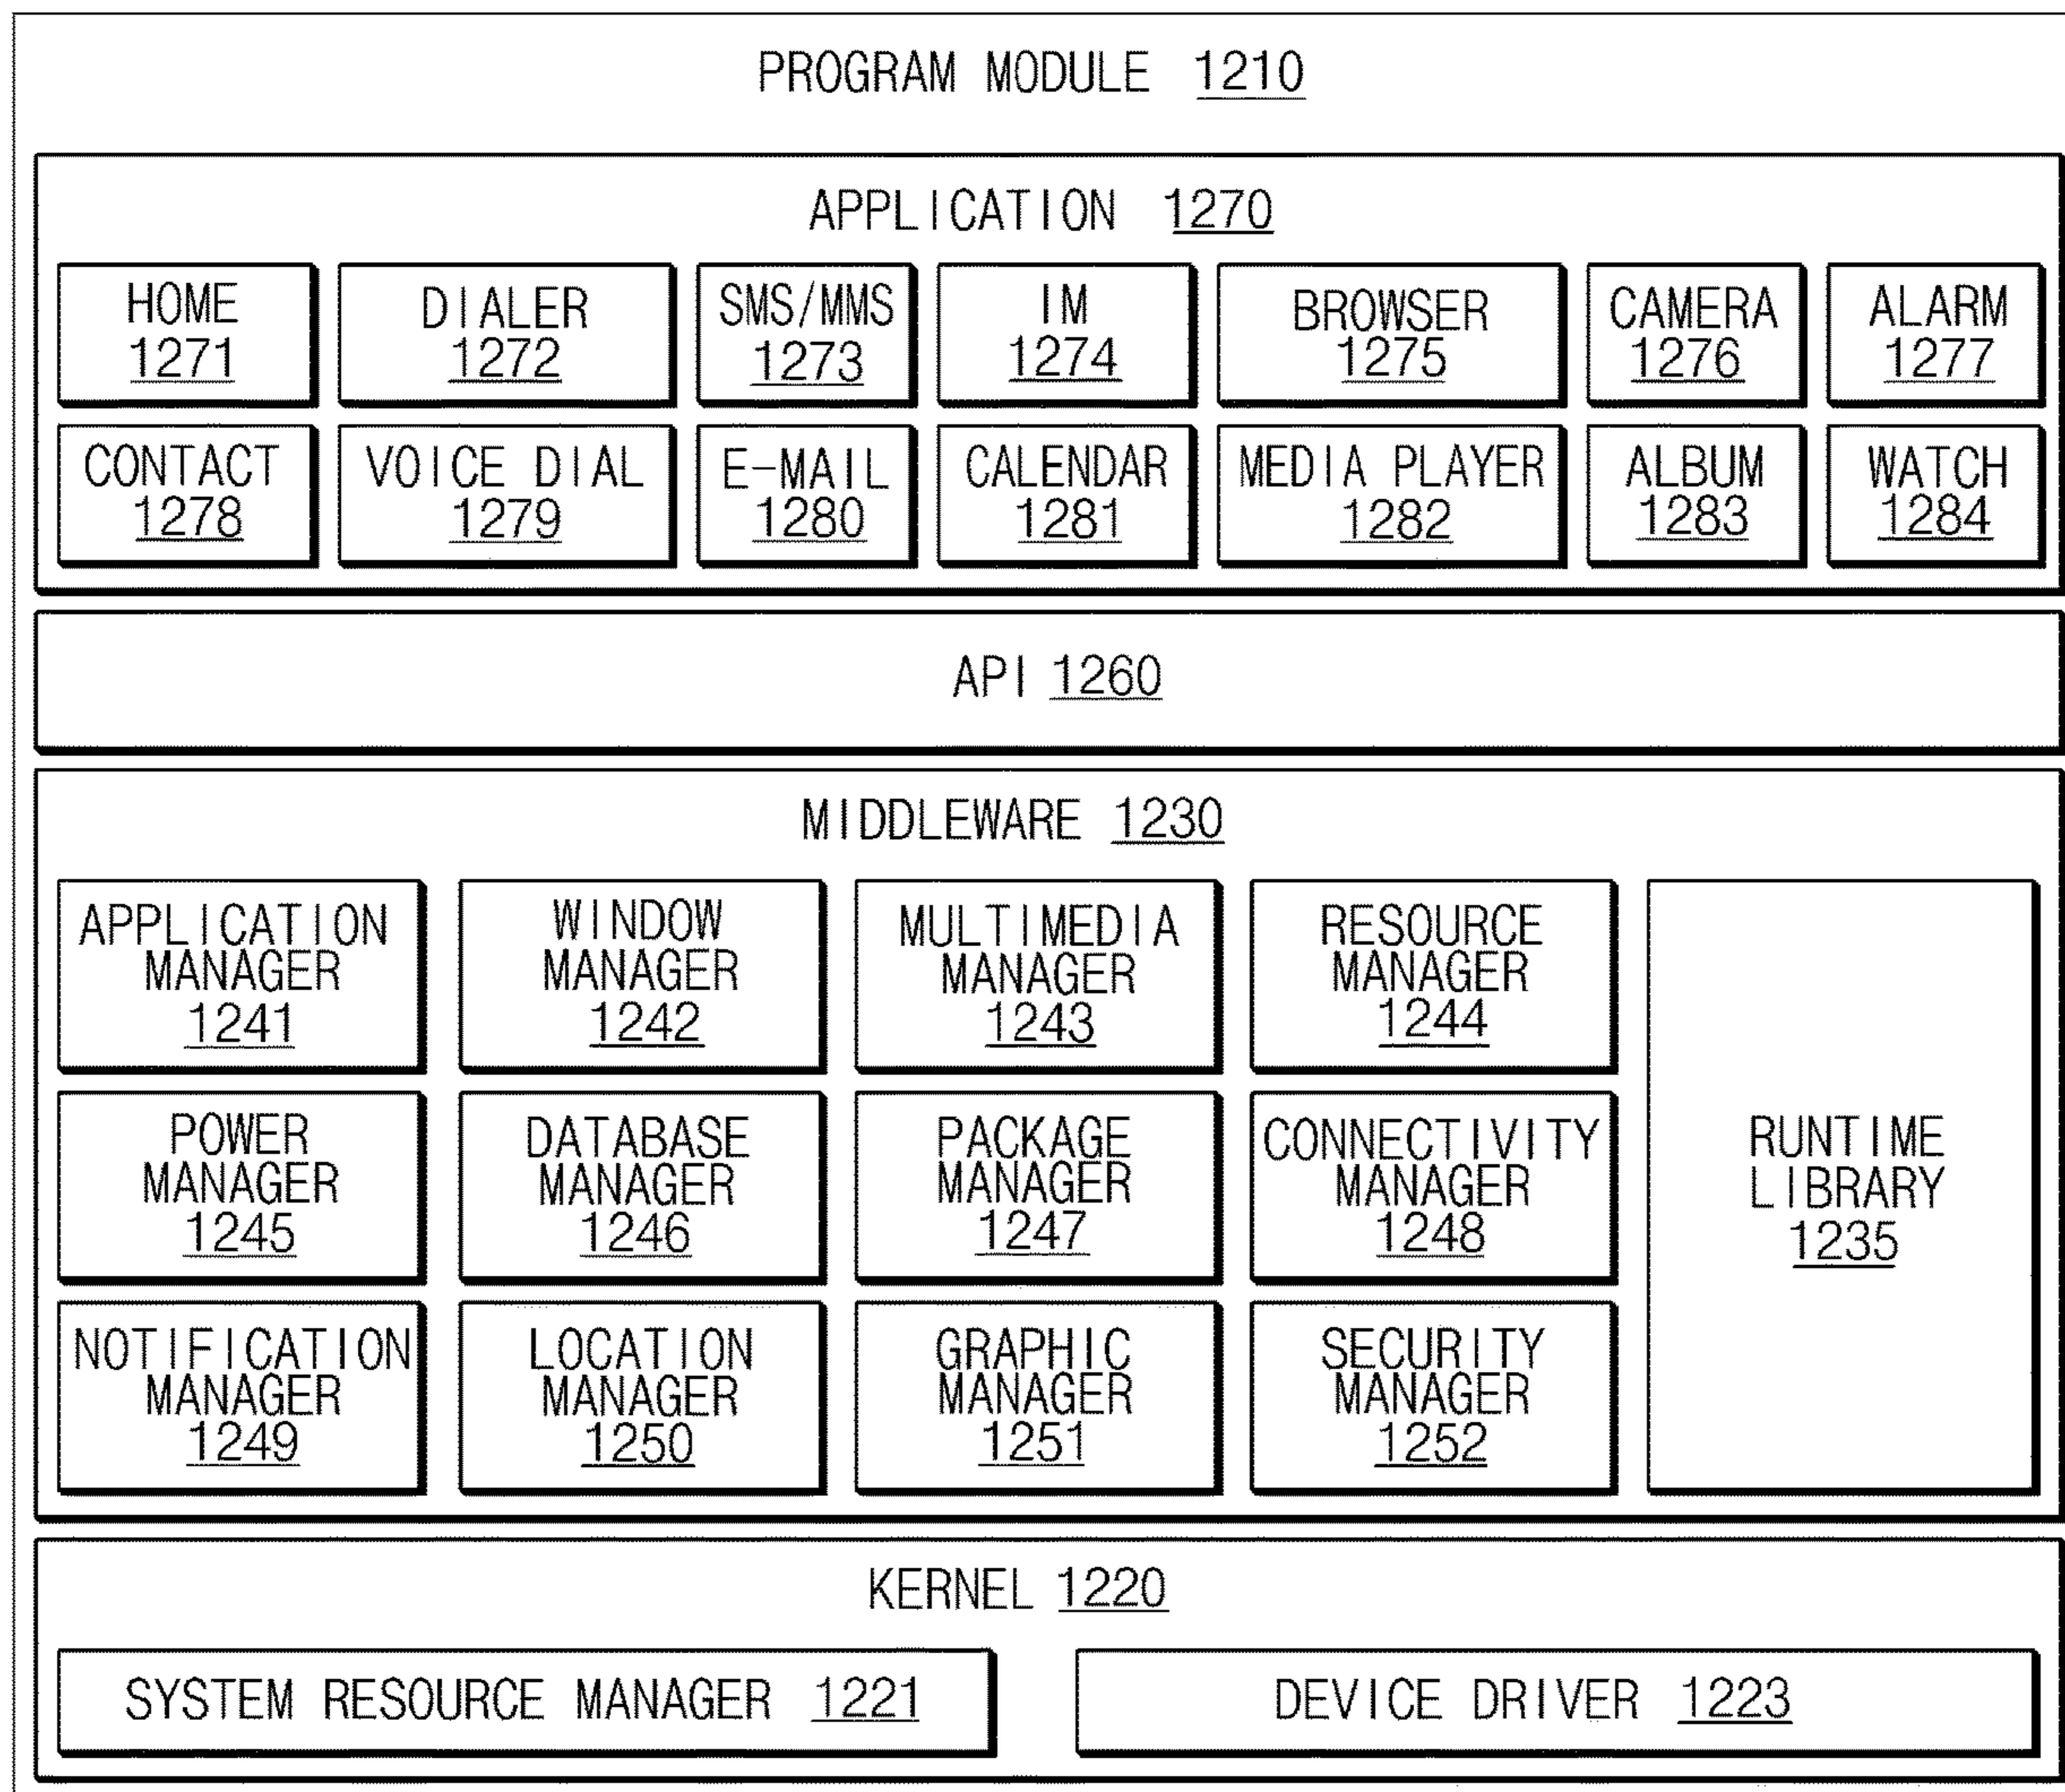 PROGRAM MODULE 1210
APPLICATION 1270
HOME
1271
DIALER
1272
SMS/MMS
1273
IM
1274
BROWSER
1275
CAMERA
1276
ALARM
1277
CONTACT
1278
VOICE DIAL
1279
E-MAIL
1280
CALENDAR
1281
MEDIA PLAYER
1282
ALBUM
1283
WATCH
1284
API 1260
MIDDLEWARE 1230
APPLICATION
MANAGER
1241
WINDOW
MANAGER
1242
MULTIMEDIA
MANAGER
1243
RESOURCE
MANAGER
1244
POWER
MANAGER
1245
DATABASE
MANAGER
1246
PACKAGE
MANAGER
1247
CONNECTIVITY
MANAGER
1248
RUNTIME
LIBRARY
1235
NOTIFICATION
MANAGER
1249
LOCATION
MANAGER
1250
GRAPHIC
MANAGER
1251
SECURITY
MANAGER
1252
KERNEL 1220
SYSTEM RESOURCE MANAGER 1221
DEVICE DRIVER 1223